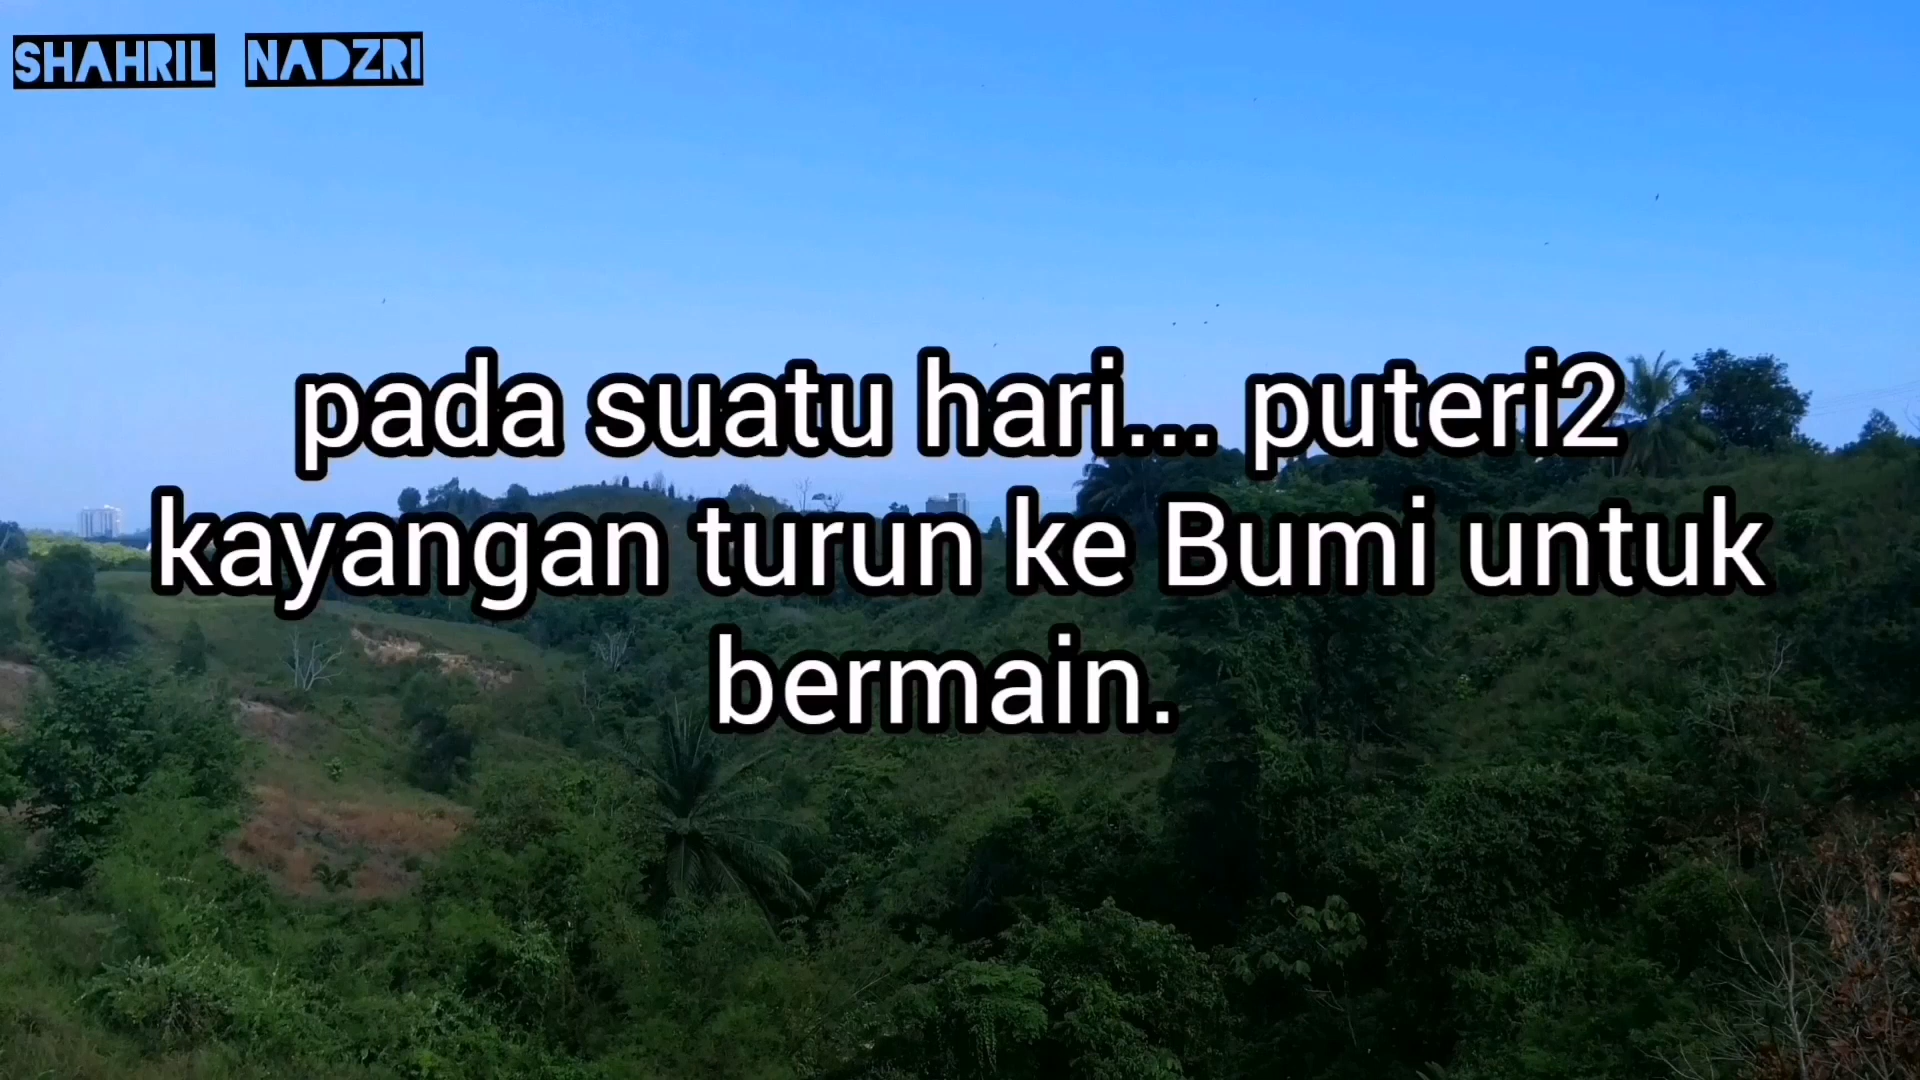 SHAHRIL NADZRI
pada suatu hari... puteri2
kayangan turun ke Bumi untuk
bermain.